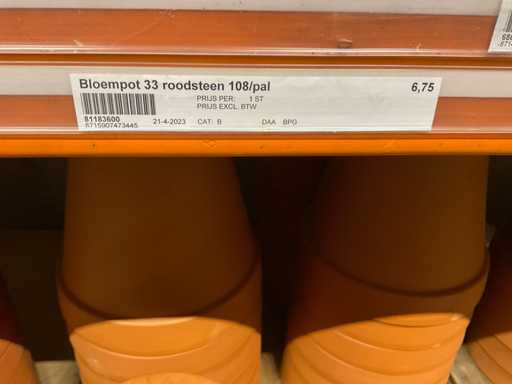 Bloempot 33 roodsteen 108/pal 6,75
PRIJS PER: 1 ST
PRIJS EXCL. BTW
81183600 21-4-2023 CAT: B DAA BPG
8715907473445